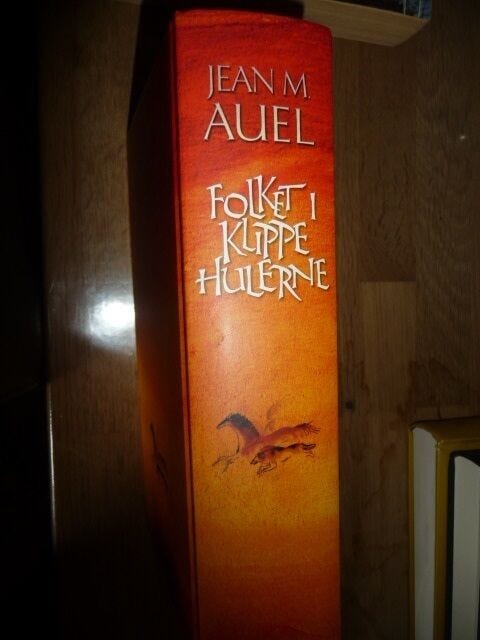 JEAN M.
AUEL
FOLKET I
KLIPPE
HULERNE